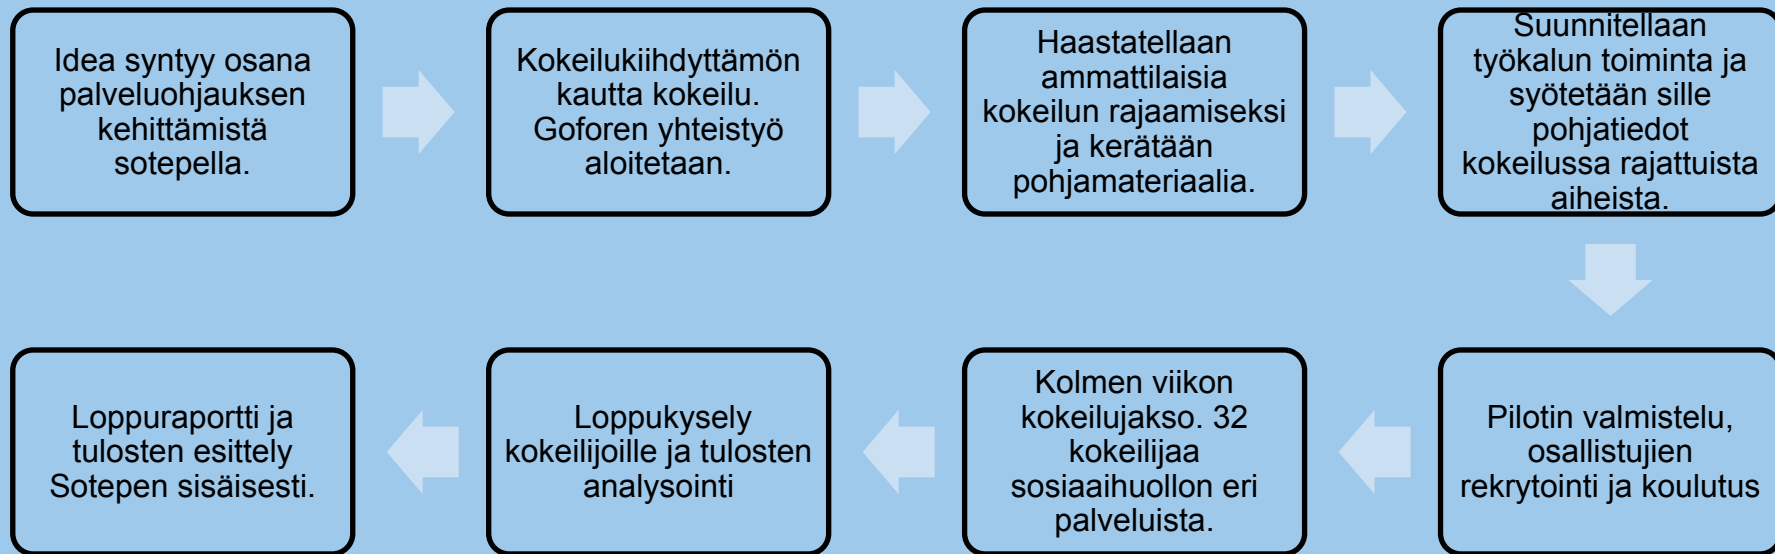 Idea syntyy osana
palveluohjauksen
kehittämistä
sotepella.
Kokeilukiihdyttämön
kautta kokeilu.
Goforen yhteistyö
aloitetaan.
Haastatellaan
ammattilaisia
kokeilun rajaamiseksi
ja kerätään
pohjamateriaalia.
Suunnitellaan
työkalun toiminta ja
syötetään sille
pohjatiedot
kokeilussa rajatuista
aiheista.
Pilotin valmistelu,
osallistujien
rekrytointi ja koulutus
Kolmen viikon
kokeilujakso. 32
kokeilijaa
sosiaaihuollon eri
palveluista.
Loppukysely
kokeilijoille ja tulosten
analysointi
Loppuraportti ja
tulosten esittely
Sotepen sisäisesti.